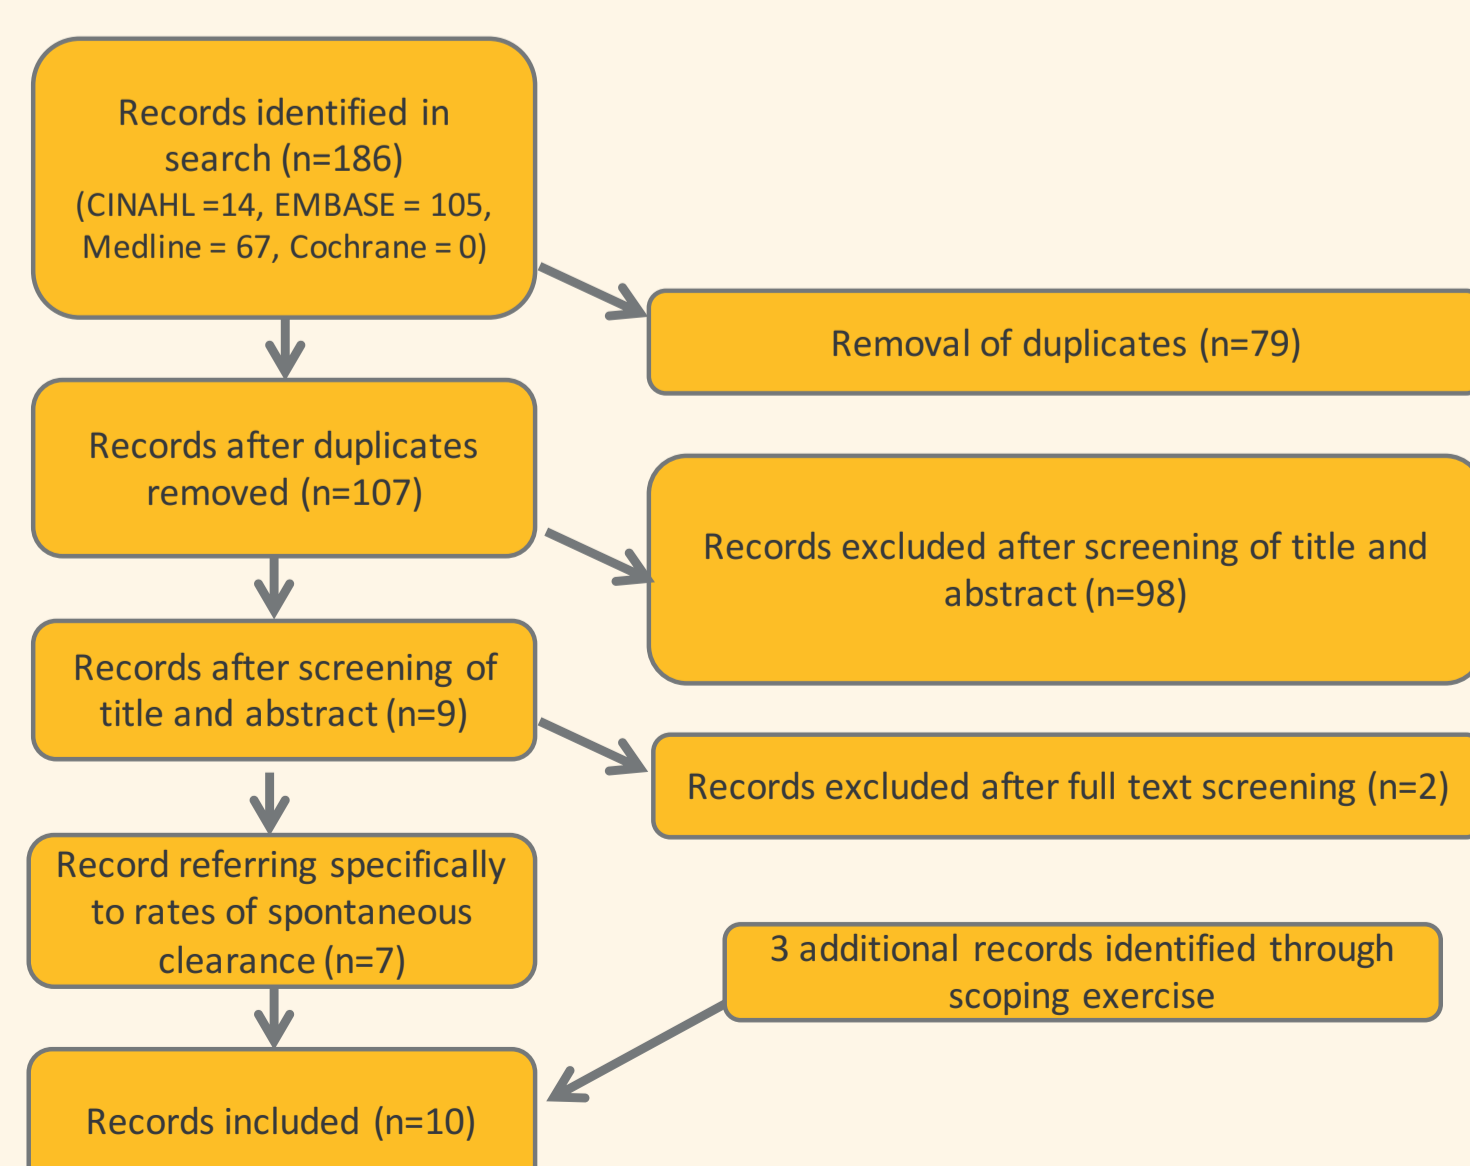 Records identified in
search (n=186)
(CINAHL =14, EMBASE = 105,
Medline = 67, Cochrane = 0)
Removal of duplicates (n=79)
Records after duplicates
removed (n=107)
Records excluded after screening of title and
abstract (n=98)
Records after screening of
title and abstract (n=9)
Records excluded after full text screening (n=2)
Record referring specifically
to rates of spontaneous
clearance (n=7)
3 additional records identified through
scoping exercise
Records included (n=10)